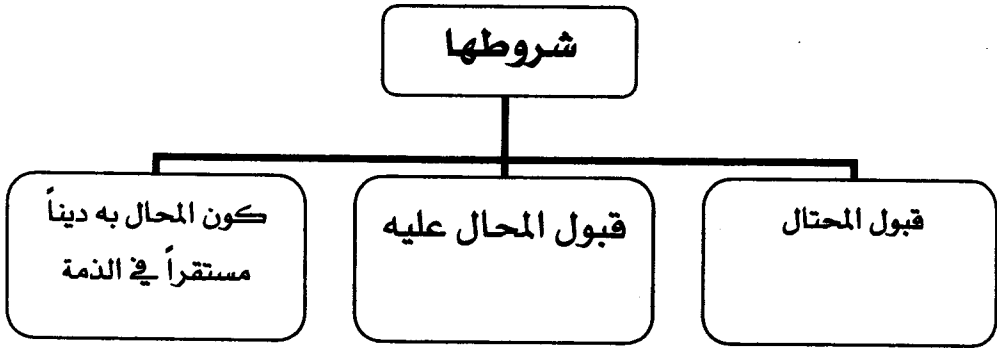 شروطها
قبول المحتال
قبول المحال عليه
كون المحال به ديناً
مستقراً في الذمة